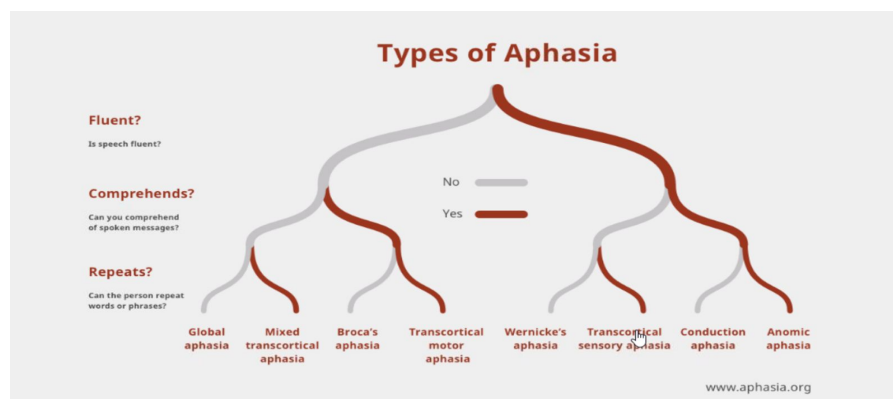 Types of Aphasia
Fluent?
Is speech fluent?
Comprehends?
Can you comprehend
of spoken messages?
Repeats?
Can the person repeat
words or phrases?
No
Yes
Global
aphasia
Mixed
transcortical
aphasia
Broca's
aphasia
Transcortical
motor
aphasia
Wernicke's
aphasia
Transcortical
sensory aphasia
Conduction
aphasia
Anomic
aphasia
www.aphasia.org